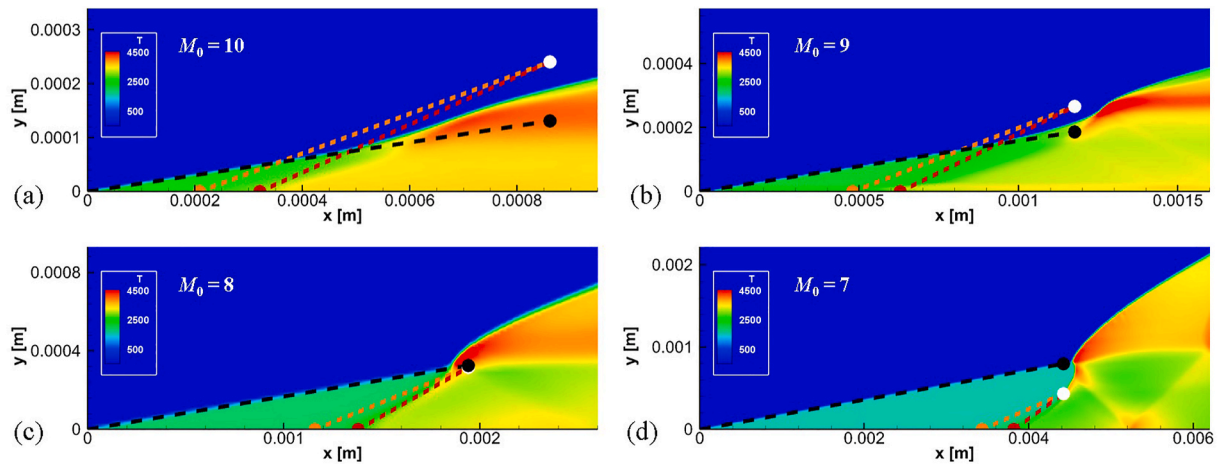 0.0003
0.0002
0.0001
0
y [m]
T
4500
2500
500
M₀ = 10
(a)
0
0.0002
0.0004
0.0006
0.0008
x [m]
0.0004
0.0002
0
y [m]
T
4500
2500
500
M₀ = 9
(b)
0
0.0005
0.001
0.0015
x [m]
0.0008
0.0004
0
y [m]
T
4500
2500
500
M₀ = 8
(c)
0
0.001
0.002
x [m]
0.002
0.001
0
y [m]
T
4500
2500
500
M₀ = 7
(d)
0
0.002
0.004
0.006
x [m]